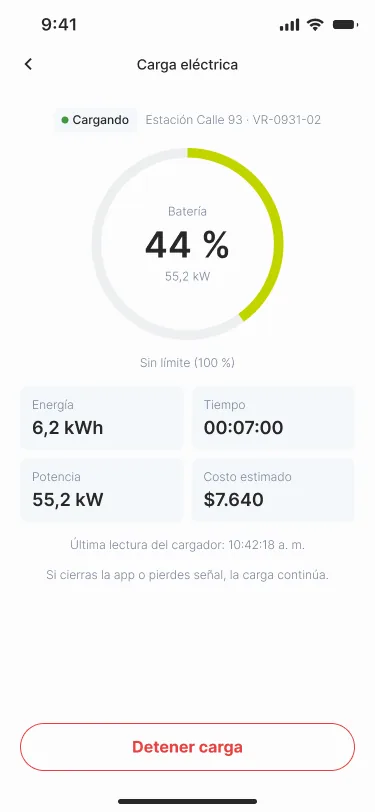 9:41
Carga eléctrica
Cargando Estación Calle 93 · VR-0931-02
Batería
44 %
55,2 kW
Sin límite (100 %)
Energía
6,2 kWh
Tiempo
00:07:00
Potencia
55,2 kW
Costo estimado
$7.640
Última lectura del cargador: 10:42:18 a. m.
Si cierras la app o pierdes señal, la carga continúa.
Detener carga